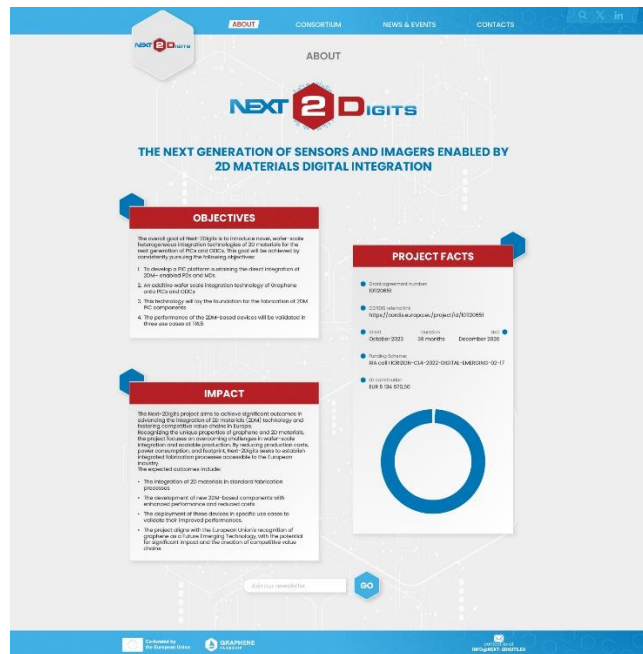 ABOUT
CONSORTIUM
NEWS & EVENTS
CONTACTS
NEXT 2 DIGITS
ABOUT
NEXT 2 DIGITS
THE NEXT GENERATION OF SENSORS AND IMAGERS ENABLED BY
2D MATERIALS DIGITAL INTEGRATION
OBJECTIVES
The overall goal of Next-2Digits is to introduce novel, wafer-scale
heterogeneous integration technologies of 2D materials for the
next generation of PICs and OEICs. This goal will be achieved by
consistently pursuing the following objectives:
1. To develop a PIC platform sustaining the direct integration of
2DM- enabled PDs and MDs
2. An additive wafer scale integration technology of Graphene
onto PICs and OEICs
3. This technology will lay the foundation for the fabrication of 2DM
PIC components
4. The performance of the 2DM-based devices will be validated in
three use cases at TRL5
IMPACT
The Next-2Digits project aims to achieve significant outcomes in
advancing the integration of 2D materials (2DM) technology and
fostering competitive value chains in Europe.
Recognizing the unique properties of graphene and 2D materials,
the project focuses on overcoming challenges in wafer-scale
integration and scalable production. By reducing production costs,
power consumption, and footprint, Next-2Digits seeks to establish
integrated fabrication processes accessible to the European
industry.
The expected outcomes include:
• The integration of 2D materials in standard fabrication
processes
• The development of new 2DM-based components with
enhanced performance and reduced costs
• The deployment of these devices in specific use cases to
validate their improved performances.
• The project aligns with the European Union's recognition of
graphene as a Future Emerging Technology, with the potential
for significant impact and the creation of competitive value
chains
PROJECT FACTS
Grant agreement number
101120651
CORDIS referral link
https://cordis.europa.eu/project/id/101120651
start
duration
end
October 2023
38 months
December 2026
Funding Scheme
RIA call HORIZON-CL4-2022-DIGITAL-EMERGING-02-17
EU contribution
Join our newsletter
GO
Co-funded by
the European Union
GRAPHENE
INFO@NEXT-2DIGITS.EU